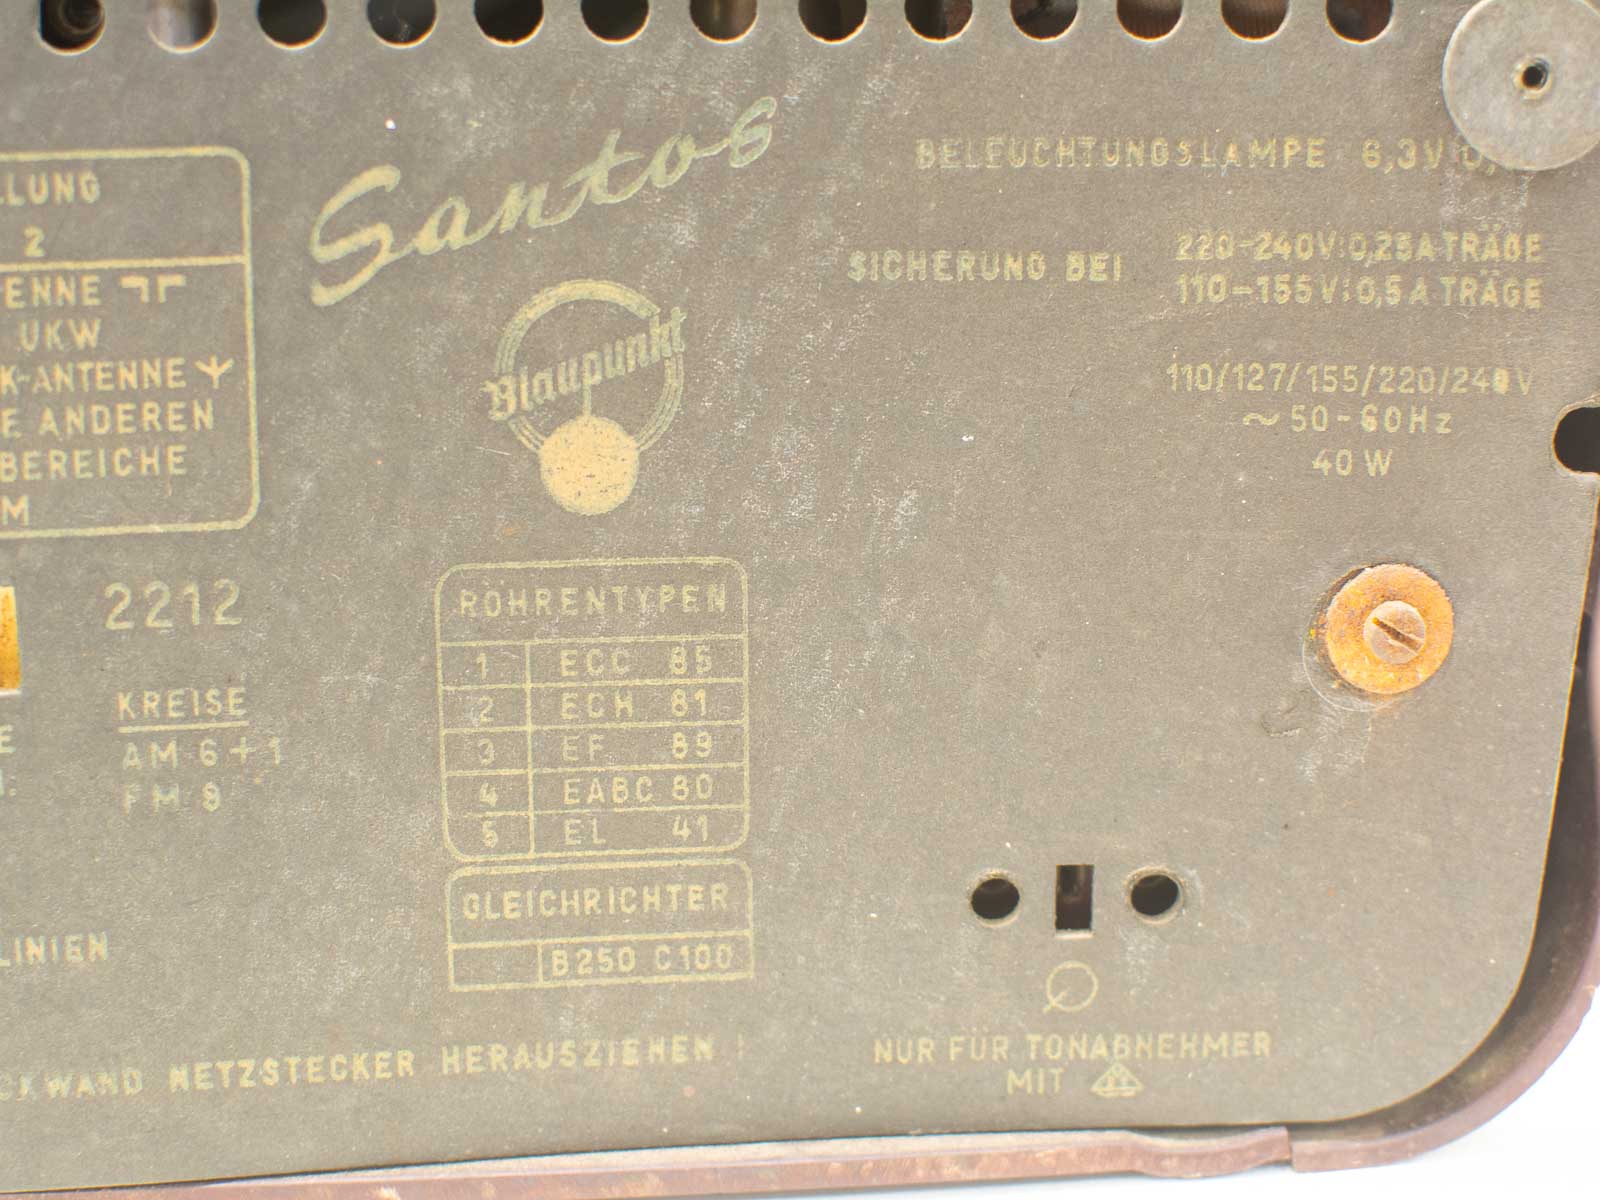 Santos
BELEUCHTUNGSLAMPE 6,3V
SICHERUNG BEI
220-240V:0,25A TRÄGE
110-155V:0,5A TRÄGE
LLUNG
2
ENNE
UKW
K-ANTENNE
E ANDEREN
BEREICHE
M
Blaupunkt
110/127/155/220/240V
~50-60Hz
40 W
2212
KREISE
AM 6+1
FM 9
RÖHRENTYPEN
1 ECC 85
2 ECH 81
3 EF 89
4 EABC 80
5 EL 41
GLEICHRICHTER
B250 C100
E
LINIEN
CKWAND NETZSTECKER HERAUSZIEHEN !
NUR FÜR TONABNEHMER
MIT